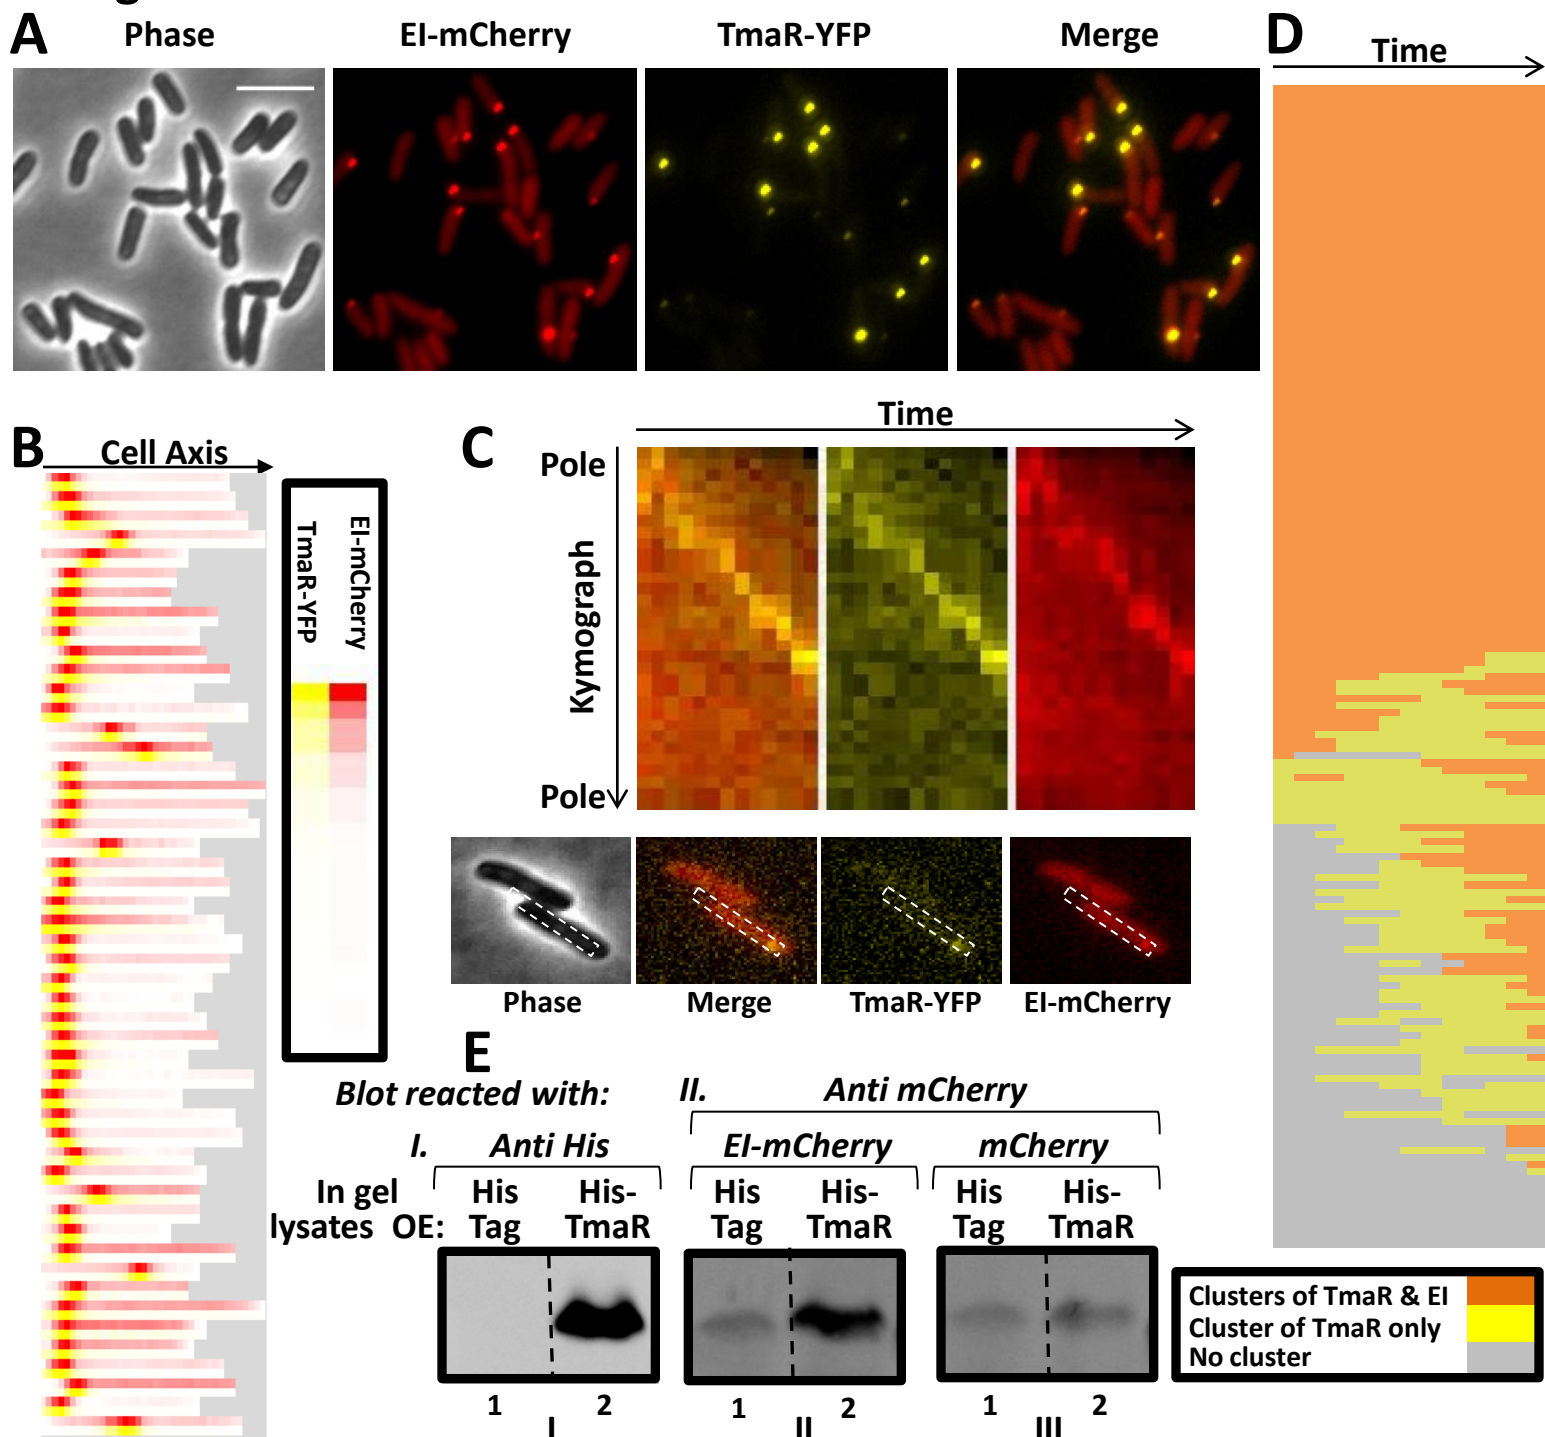 A
Phase
EI-mCherry
TmaR-YFP
Merge
D
Time
B
Cell Axis
TmaR-YFP
EI-mCherry
C
Time
Pole
Kymograph
Pole
Phase
Merge
TmaR-YFP
EI-mCherry
E
Blot reacted with:
II. Anti mCherry
I. Anti His
EI-mCherry
mCherry
In gel
lysates OE:
His
Tag
His-
TmaR
His
Tag
His-
TmaR
His
Tag
His-
TmaR
1 2
1 2
1 2
I
II
III
Clusters of TmaR & EI
Cluster of TmaR only
No cluster